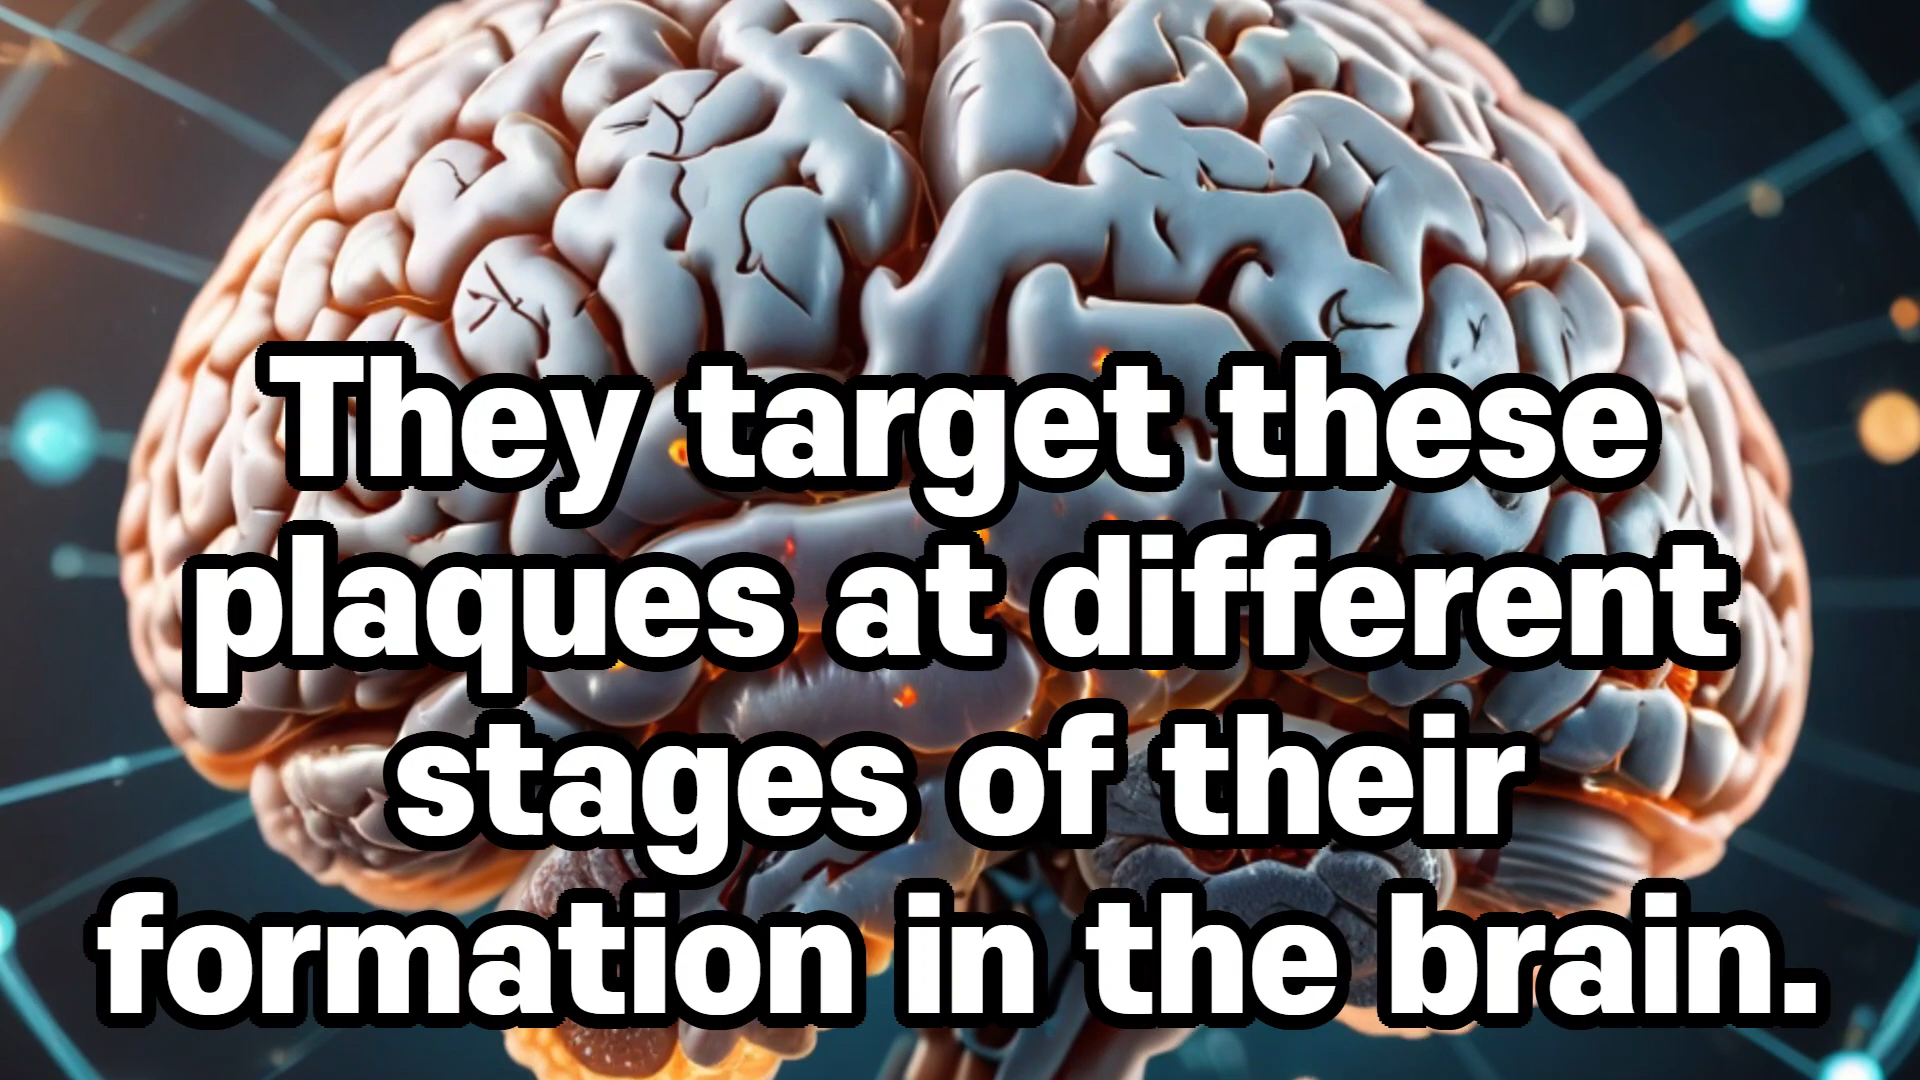 They target these
plaques at different
stages of their
formation in the brain.